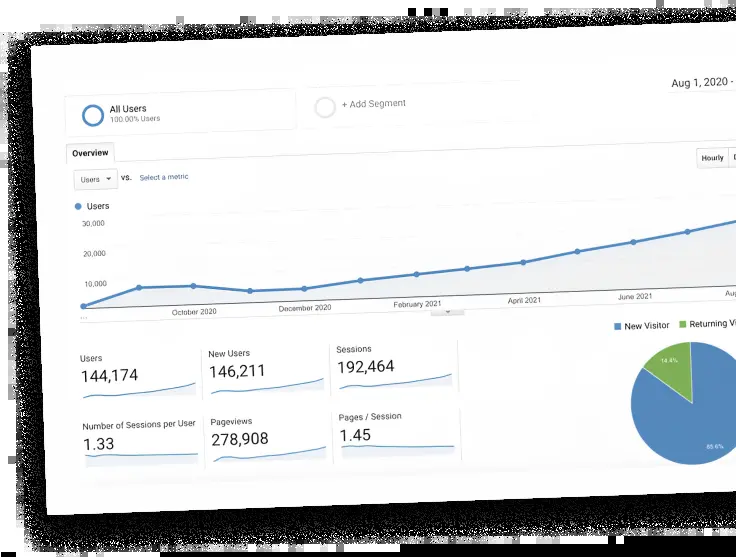 Aug 1, 2020 -
All Users
100.00% Users
+ Add Segment
Overview
Hourly
Users
vs.
Select a metric
Users
30,000
20,000
10,000
...
October 2020
December 2020
February 2021
April 2021
June 2021
New Visitor
Returning
14.4%
85.6%
Users
144,174
New Users
146,211
Sessions
192,464
Number of Sessions per User
1.33
Pageviews
278,908
Pages / Session
1.45